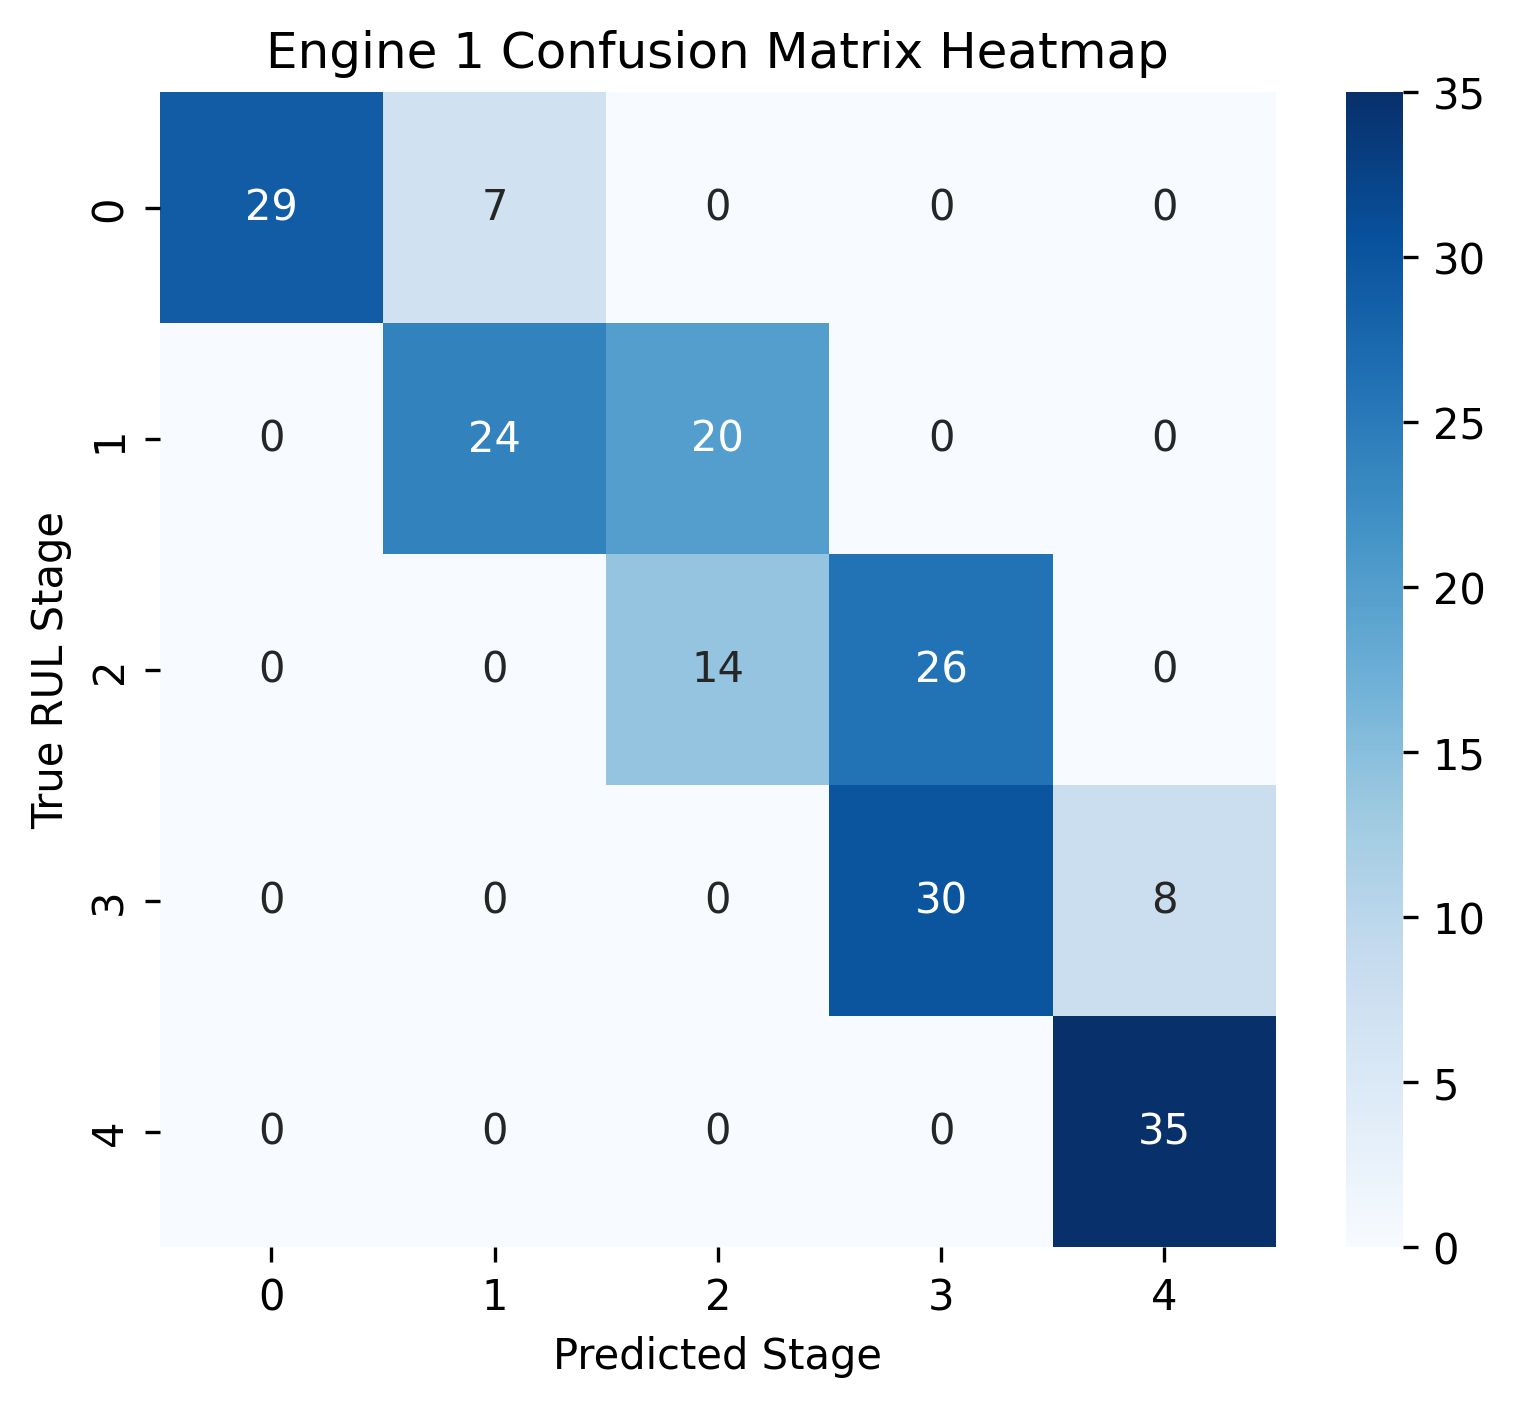 Engine 1 Confusion Matrix Heatmap
0 29 7 0 0 0
1 0 24 20 0 0
2 0 0 14 26 0
3 0 0 0 30 8
4 0 0 0 0 35
0 1 2 3 4
Predicted Stage
True RUL Stage
35
30
25
20
15
10
5
0